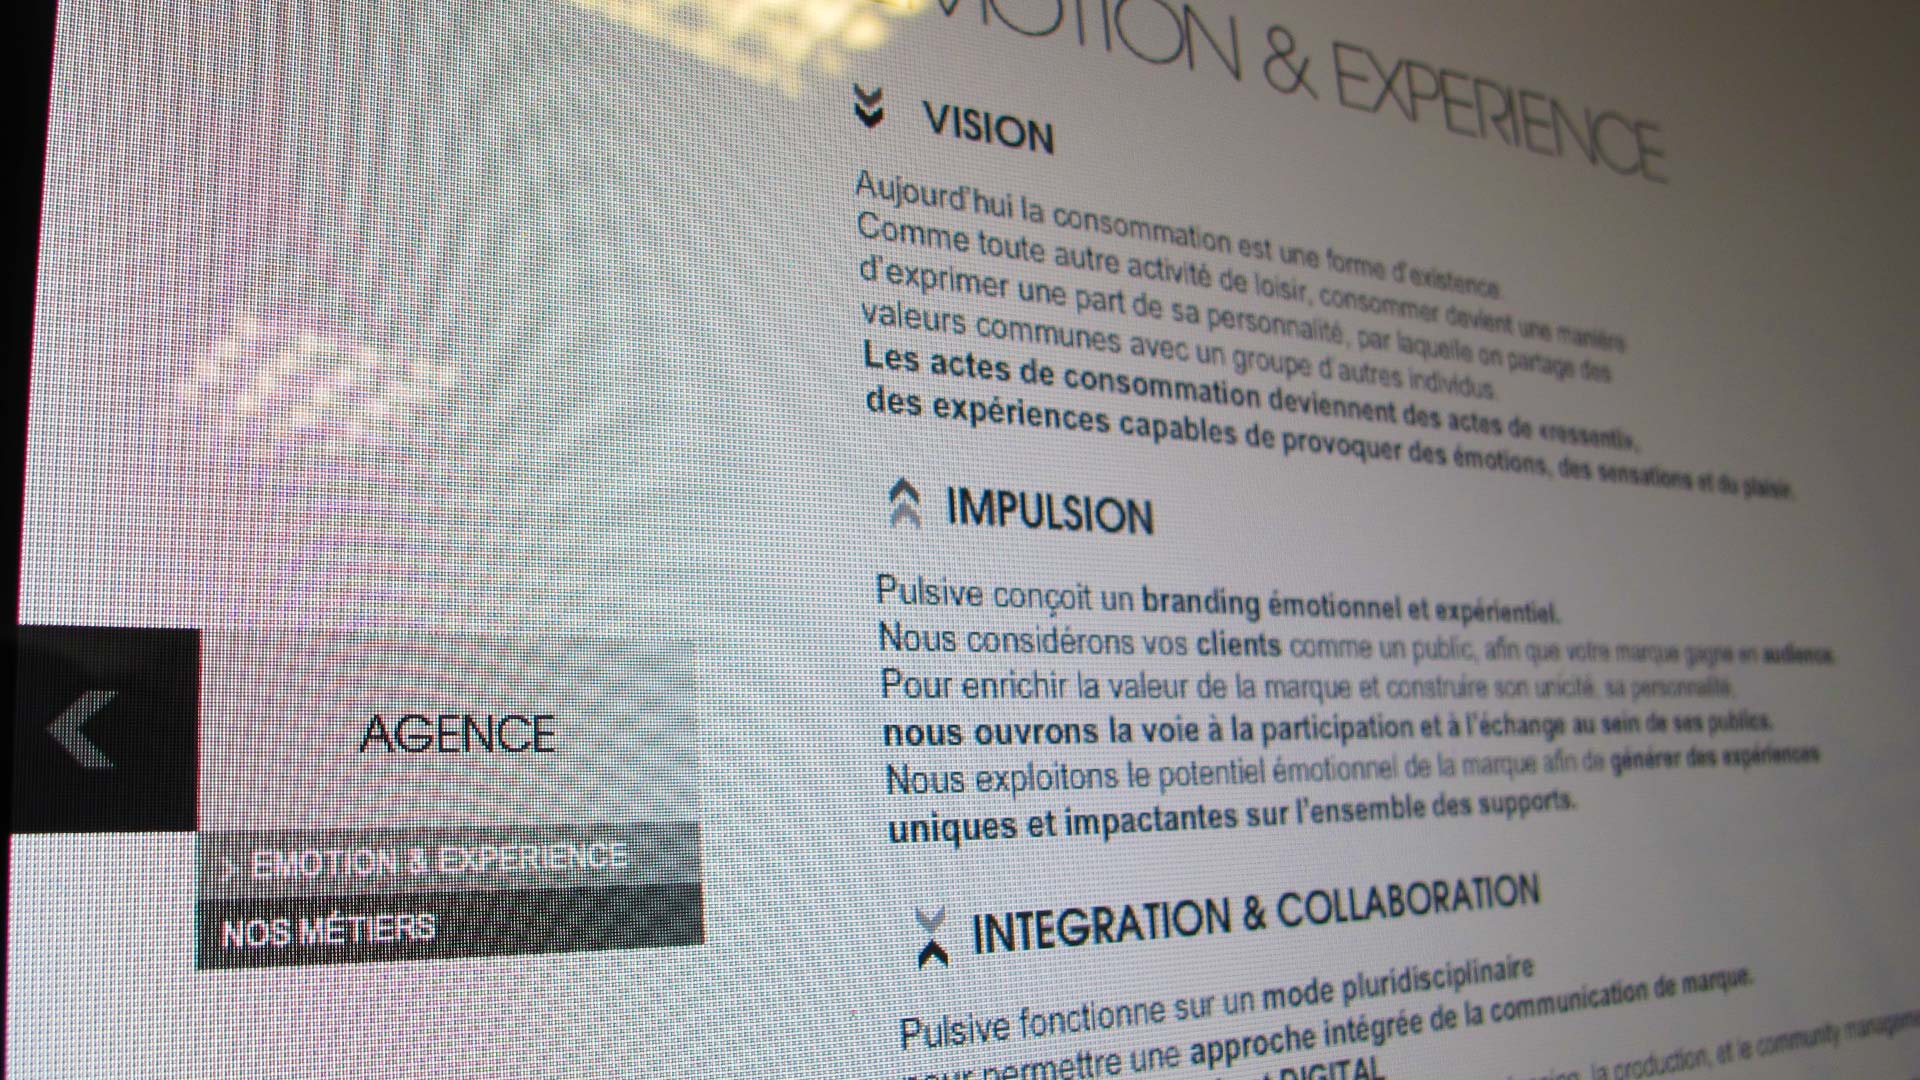 EMOTION & EXPERIENCE
VISION
Aujourd'hui la consommation est une forme d'existence.
Comme toute autre activité de loisir, consommer devient une manière
d'exprimer une part de sa personnalité, par laquelle on partage des
valeurs communes avec un groupe d'autres individus.
Les actes de consommation deviennent des actes de «ressenti»,
des expériences capables de provoquer des émotions, des sensations et du plaisir.
IMPULSION
Pulsive conçoit un branding émotionnel et expérientiel.
Nous considérons vos clients comme un public, afin que votre marque gagne en audience.
Pour enrichir la valeur de la marque et construire son unicité, sa personnalité,
nous ouvrons la voie à la participation et à l'échange au sein de ses publics.
Nous exploitons le potentiel émotionnel de la marque afin de générer des expériences
uniques et impactantes sur l'ensemble des supports.
INTEGRATION & COLLABORATION
Pulsive fonctionne sur un mode pluridisciplinaire
pour permettre une approche intégrée de la communication de marque.
DIGITAL
la production, et le community management
AGENCE
> EMOTION & EXPERIENCE
NOS MÉTIERS